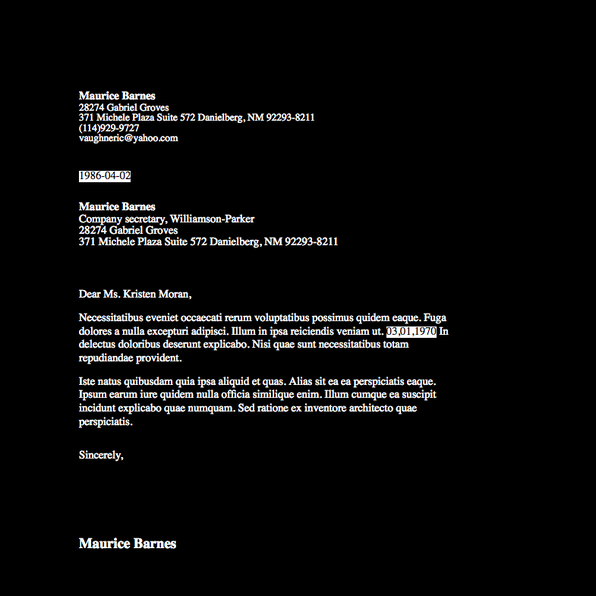 Maurice Barnes
28274 Gabriel Groves
371 Michele Plaza Suite 572 Danielberg, NM 92293-8211
(114)929-9727
vaughneric@yahoo.com
1986-04-02
Maurice Barnes
Company secretary, Williamson-Parker
28274 Gabriel Groves
371 Michele Plaza Suite 572 Danielberg, NM 92293-8211
Dear Ms. Kristen Moran,
Necessitatibus eveniet occaecati rerum voluptatibus possimus quidem eaque. Fuga
dolores a nulla excepturi adipisci. Illum in ipsa reiciendis veniam ut. 03,01,1970 In
delectus doloribus deserunt explicabo. Nisi quae sunt necessitatibus totam
repudiandae provident.
Iste natus quibusdam quia ipsa aliquid et quas. Alias sit ea ea perspiciatis eaque.
Ipsum earum iure quidem nulla officia similique enim. Illum cumque ea suscipit
incidunt explicabo quae numquam. Sed ratione ex inventore architecto quae
perspiciatis.
Sincerely,
Maurice Barnes